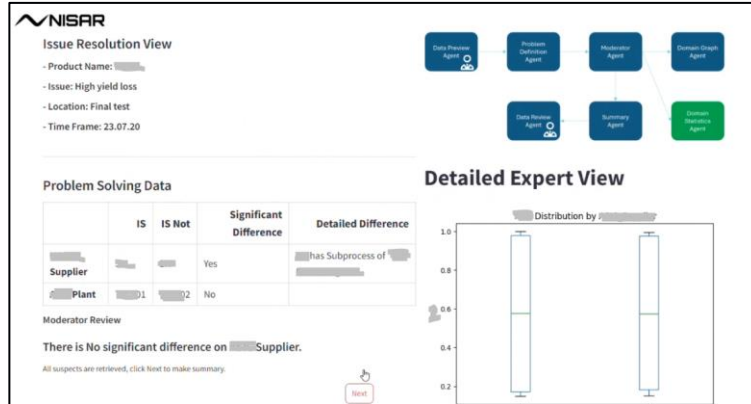 NISAR
Issue Resolution View
- Product Name:
- Issue: High yield loss
- Location: Final test
- Time Frame: 23.07.20
Problem Solving Data
IS IS Not Significant Difference Detailed Difference
Supplier Yes has Subprocess of
Plant 01 02 No
Moderator Review
There is No significant difference on Supplier.
All suspects are retrieved, click Next to make summary.
Next
Data Preview Agent
Problem Definition Agent
Moderator Agent
Domain Graph Agent
Data Review Agent
Summary Agent
Domain Statistics Agent
Detailed Expert View
Distribution by
1.0
0.8
0.6
0.4
0.2